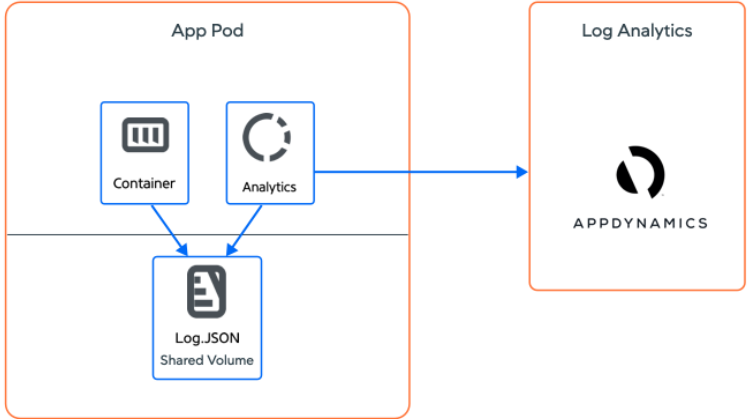 App Pod
Log Analytics
Container
Analytics
APPDYNAMICS
Log.JSON
Shared Volume